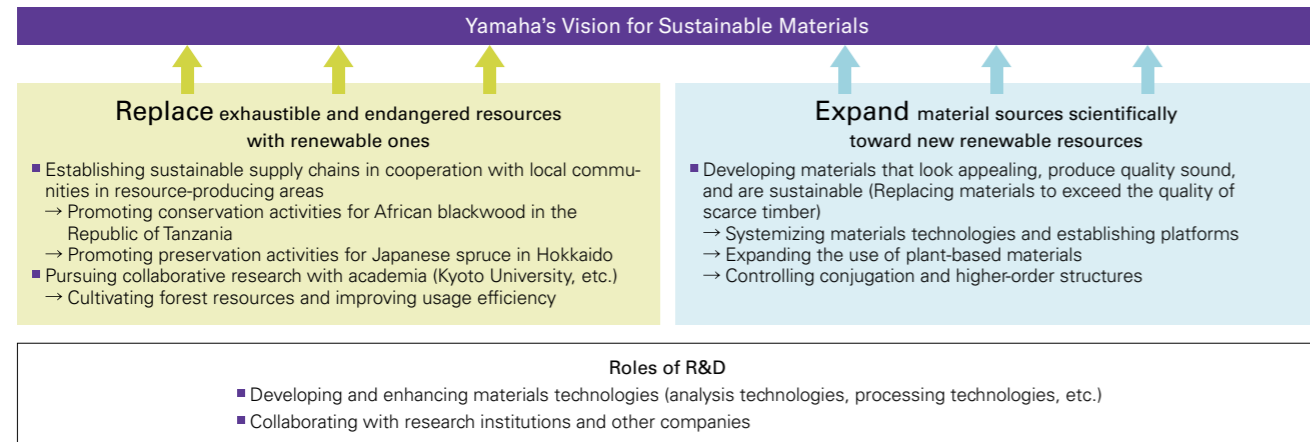 Yamaha's Vision for Sustainable Materials
Replace exhaustible and endangered resources
with renewable ones
■ Establishing sustainable supply chains in cooperation with local commu-
nities in resource-producing areas
→ Promoting conservation activities for African blackwood in the
Republic of Tanzania
→ Promoting preservation activities for Japanese spruce in Hokkaido
■ Pursuing collaborative research with academia (Kyoto University, etc.)
→ Cultivating forest resources and improving usage efficiency
Expand material sources scientifically
toward new renewable resources
■ Developing materials that look appealing, produce quality sound,
and are sustainable (Replacing materials to exceed the quality of
scarce timber)
→ Systemizing materials technologies and establishing platforms
→ Expanding the use of plant-based materials
→ Controlling conjugation and higher-order structures
Roles of R&D
■ Developing and enhancing materials technologies (analysis technologies, processing technologies, etc.)
■ Collaborating with research institutions and other companies